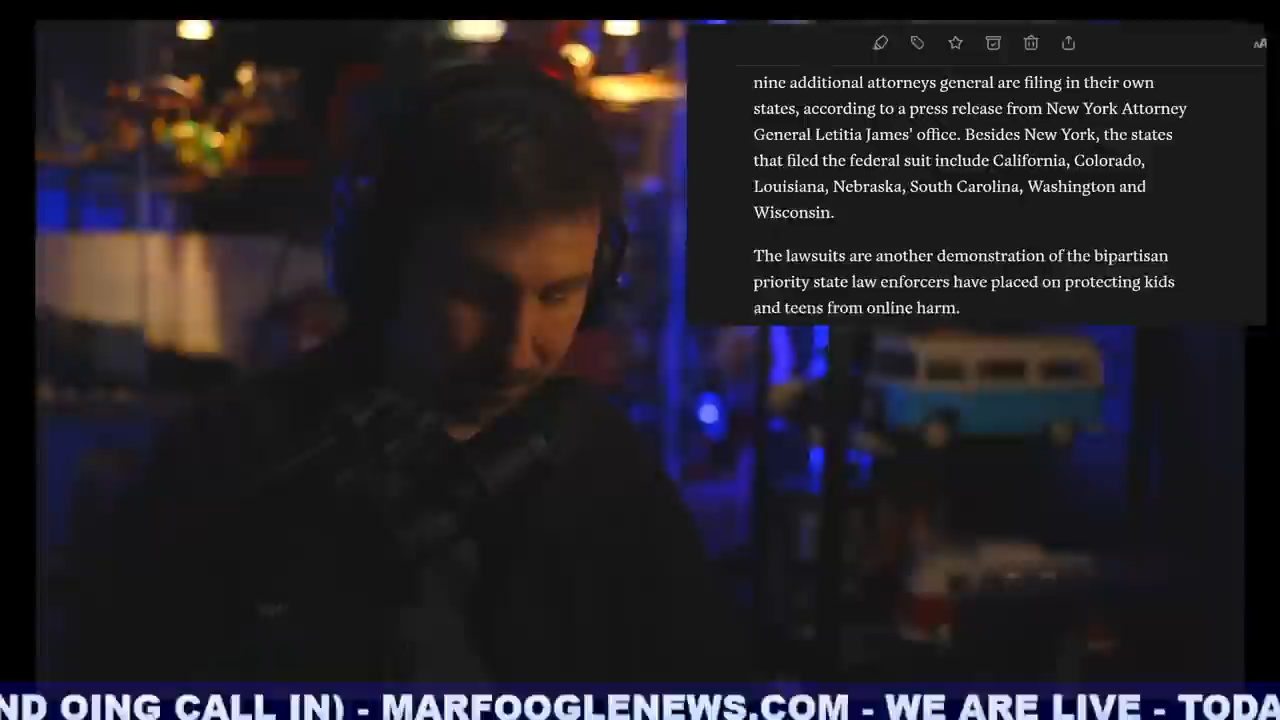 nine additional attorneys general are filing in their own
states, according to a press release from New York Attorney
General Letitia James' office. Besides New York, the states
that filed the federal suit include California, Colorado,
Louisiana, Nebraska, South Carolina, Washington and
Wisconsin.
The lawsuits are another demonstration of the bipartisan
priority state law enforcers have placed on protecting kids
and teens from online harm.
ND OING CALL IN) - MARFOOGLENEWS.COM - WE ARE LIVE - TODA